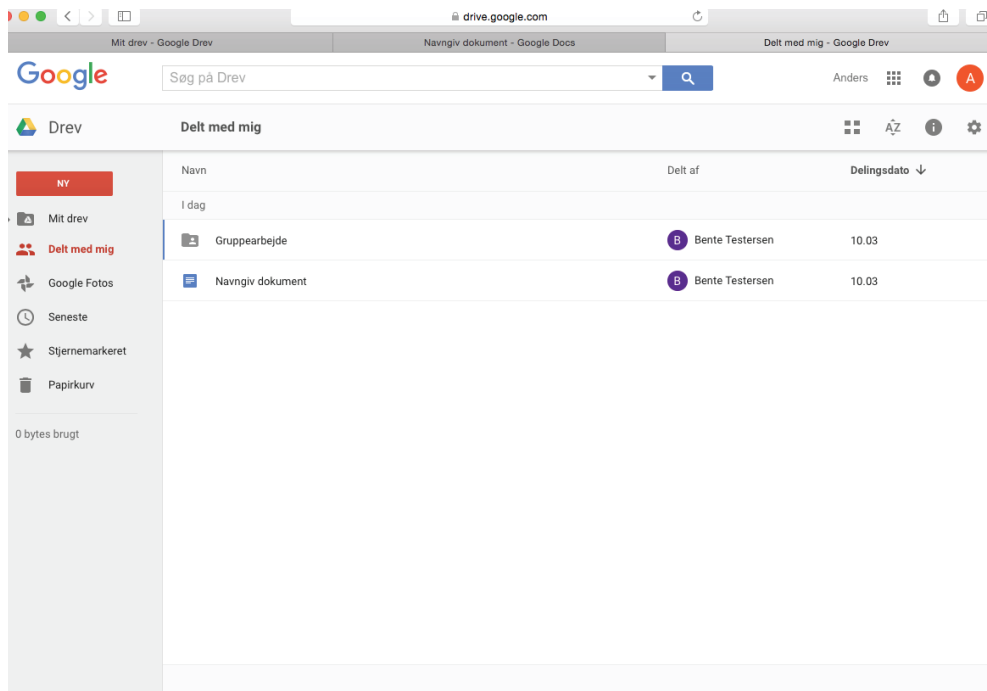 drive.google.com
Mit drev - Google Drev Navngiv dokument - Google Docs Delt med mig - Google Drev
Google Søg på Drev Anders A
Drev Delt med mig AZ
Navn Delt af Delingsdato
NY
I dag
Mit drev
Gruppearbejde B Bente Testersen 10.03
Delt med mig
Navngiv dokument B Bente Testersen 10.03
Google Fotos
Seneste
Stjernemarkeret
Papirkurv
0 bytes brugt